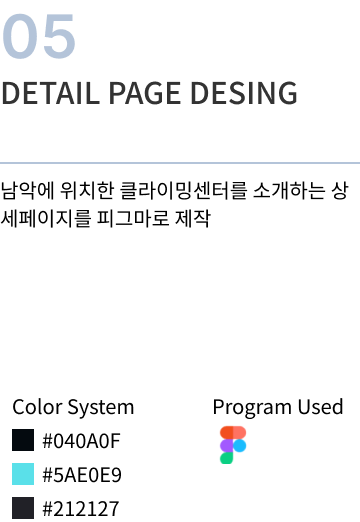 05
DETAIL PAGE DESING
남악에 위치한 클라이밍센터를 소개하는 상
세페이지를 피그마로 제작
Color System
Program Used
#040A0F
#5AE0E9
#212127